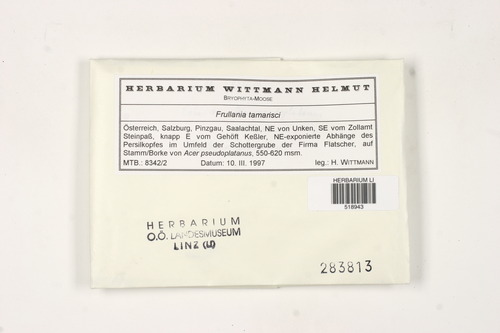 HERBARIUM WITTMANN HELMUT
BRYOPHYTA-MOOSE
Frullania tamarisci
Österreich, Salzburg, Pinzgau, Saalachtal, NE von Unken, SE vom Zollamt
Steinpaß, knapp E vom Gehöft Keßler, NE-exponierte Abhänge des
Persilkopfes im Umfeld der Schottergrube der Firma Flatscher, auf
Stamm/Borke von Acer pseudoplatanus, 550-620 msm.
MTB.: 8342/2 Datum: 10. III. 1997 leg.: H. WITTMANN
HERBARIUM LI
518943
HERBARIUM
O.Ö. LANDESMUSEUM
LINZ (LI)
283813